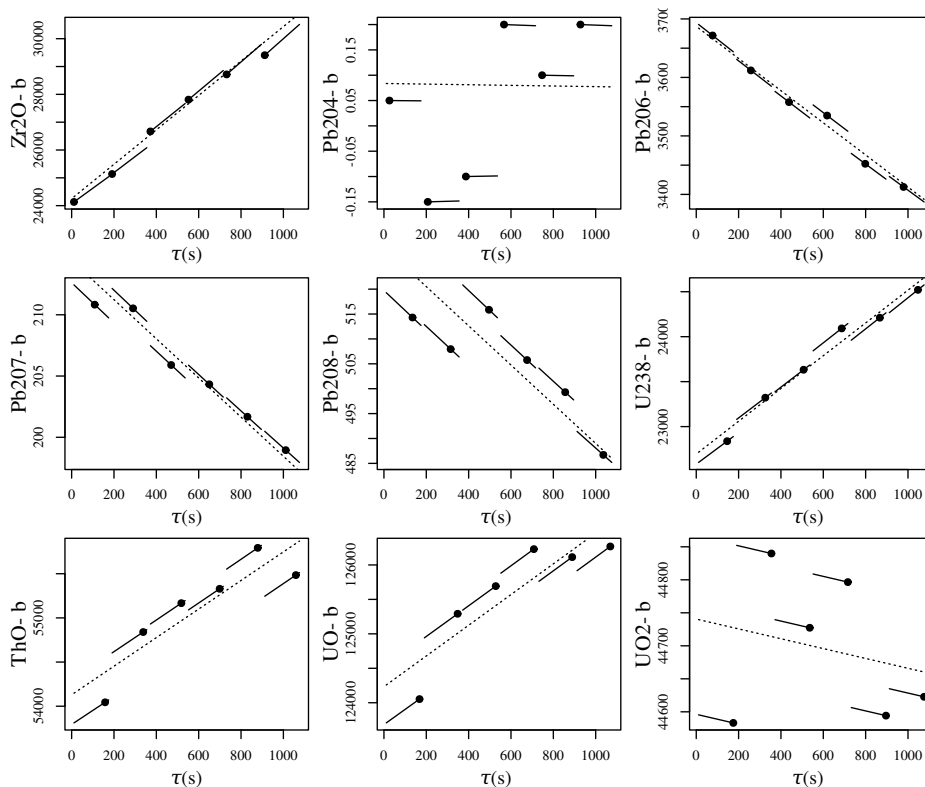 Zr2O- b
24000 26000 28000 30000
0 200 400 600 800 1000
τ(s)
Pb204- b
-0.15 -0.05 0.05 0.15
0 200 400 600 800 1000
τ(s)
Pb206- b
3400 3500 3600 3700
0 200 400 600 800 1000
τ(s)
Pb207- b
200 205 210
0 200 400 600 800 1000
τ(s)
Pb208- b
485 495 505 515
0 200 400 600 800 1000
τ(s)
U238- b
23000 24000
0 200 400 600 800 1000
τ(s)
ThO- b
54000 55000
0 200 400 600 800 1000
τ(s)
UO- b
124000 125000 126000
0 200 400 600 800 1000
τ(s)
UO2- b
44600 44700 44800
0 200 400 600 800 1000
τ(s)